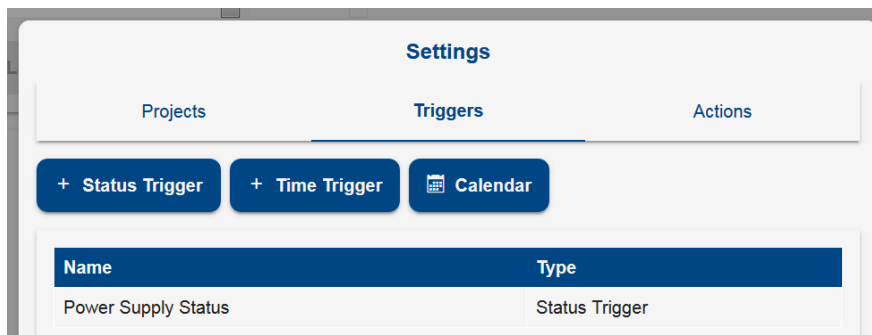 Settings
Projects Triggers Actions
+ Status Trigger + Time Trigger Calendar
Name Type
Power Supply Status Status Trigger